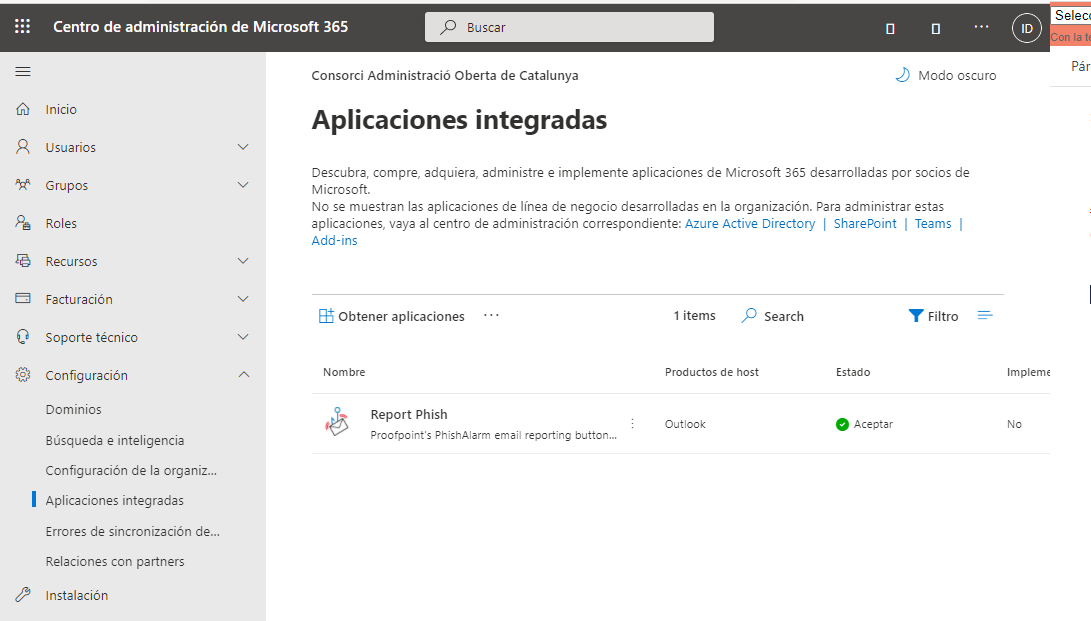 Centro de administración de Microsoft 365
Buscar
ID
Selecc
Con la te
Pár
Inicio
Usuarios
Grupos
Roles
Recursos
Facturación
Soporte técnico
Configuración
Dominios
Búsqueda e inteligencia
Configuración de la organiz...
Aplicaciones integradas
Errores de sincronización de...
Relaciones con partners
Instalación
Consorci Administració Oberta de Catalunya
Modo oscuro
Aplicaciones integradas
Descubra, compre, adquiera, administre e implemente aplicaciones de Microsoft 365 desarrolladas por socios de
Microsoft.
No se muestran las aplicaciones de línea de negocio desarrolladas en la organización. Para administrar estas
aplicaciones, vaya al centro de administración correspondiente: Azure Active Directory | SharePoint | Teams |
Add-ins
Obtener aplicaciones ··· 1 items Search Filtro
Nombre Productos de host Estado Impleme
Report Phish
Proofpoint's PhishAlarm email reporting button... Outlook Aceptar No